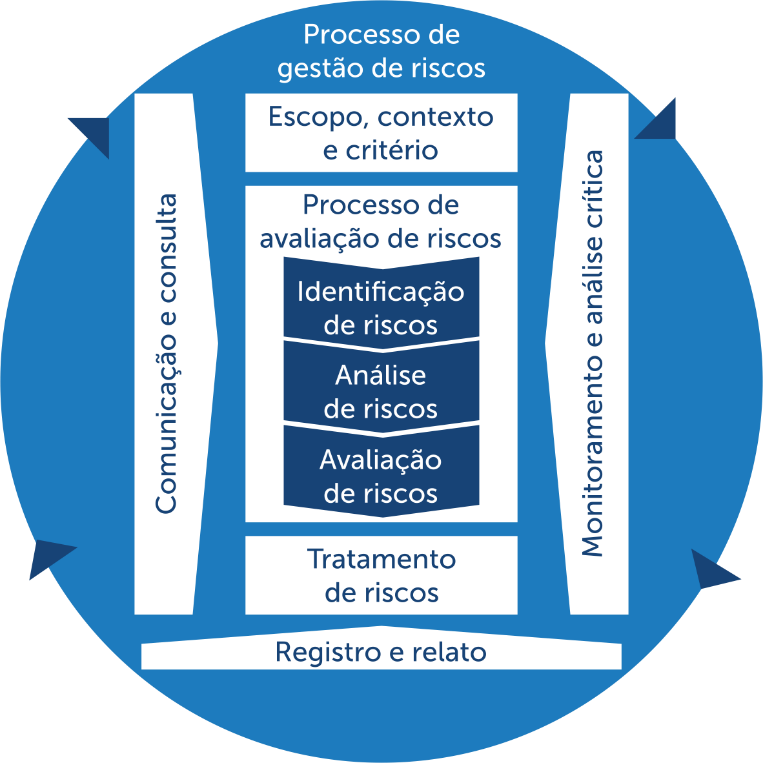 Processo de
gestão de riscos
Escopo, contexto
e critério
Processo de
avaliação de riscos
Identificação
de riscos
Análise
de riscos
Avaliação
de riscos
Tratamento
de riscos
Comunicação e consulta
Monitoramento e análise crítica
Registro e relato